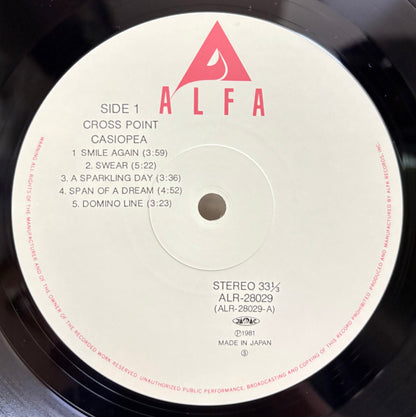 ALFA
SIDE 1
CROSS POINT
CASIOPEA
1 SMILE AGAIN (3:59)
2. SWEAR (5:22)
3. A SPARKLING DAY (3:36)
4. SPAN OF A DREAM (4:52)
5. DOMINO LINE (3:23)
STEREO 33⅓
ALR-28029
(ALR-28029-A)
Ⓟ1981
MADE IN JAPAN
Ⓢ
WARNING: ALL RIGHTS OF THE MANUFACTURER AND OF THE OWNER OF THE RECORDED WORK RESERVED. UNAUTHORIZED PUBLIC PERFORMANCE, BROADCASTING AND COPYING OF THIS RECORD PROHIBITED.
PRODUCED AND MANUFACTURED BY ALFA RECORDS, INC.